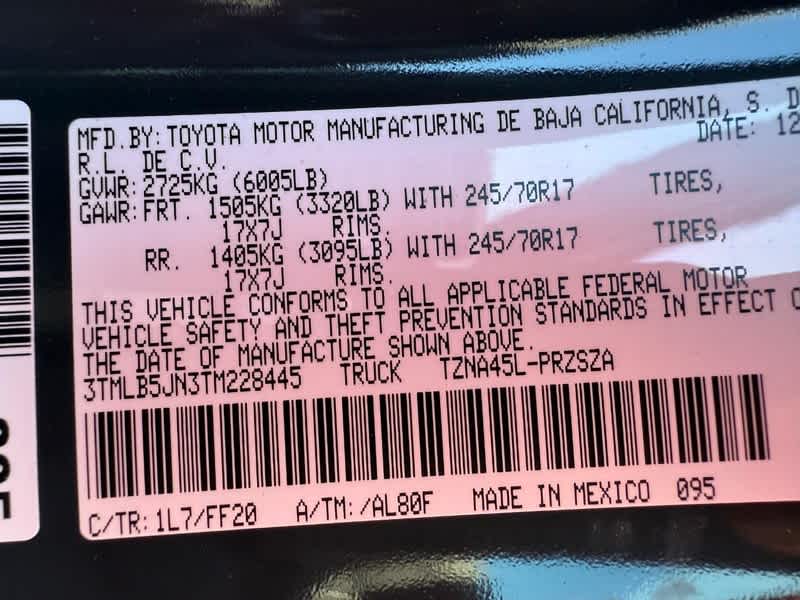 MFD.BY:TOYOTA MOTOR MANUFACTURING DE BAJA CALIFORNIA, S. D
R.L. DE C.V. DATE: 12
GVWR:2725KG (6005LB)
GAWR:FRT. 1505KG (3320LB) WITH 245/70R17 TIRES,
17X7J RIMS.
RR. 1405KG (3095LB) WITH 245/70R17 TIRES,
17X7J RIMS.
THIS VEHICLE CONFORMS TO ALL APPLICABLE FEDERAL MOTOR
VEHICLE SAFETY AND THEFT PREVENTION STANDARDS IN EFFECT O
THE DATE OF MANUFACTURE SHOWN ABOVE.
3TMLB5JN3TM228445 TRUCK TZNA45L-PRZSZA
C/TR:1L7/FF20 A/TM:/AL80F MADE IN MEXICO 095